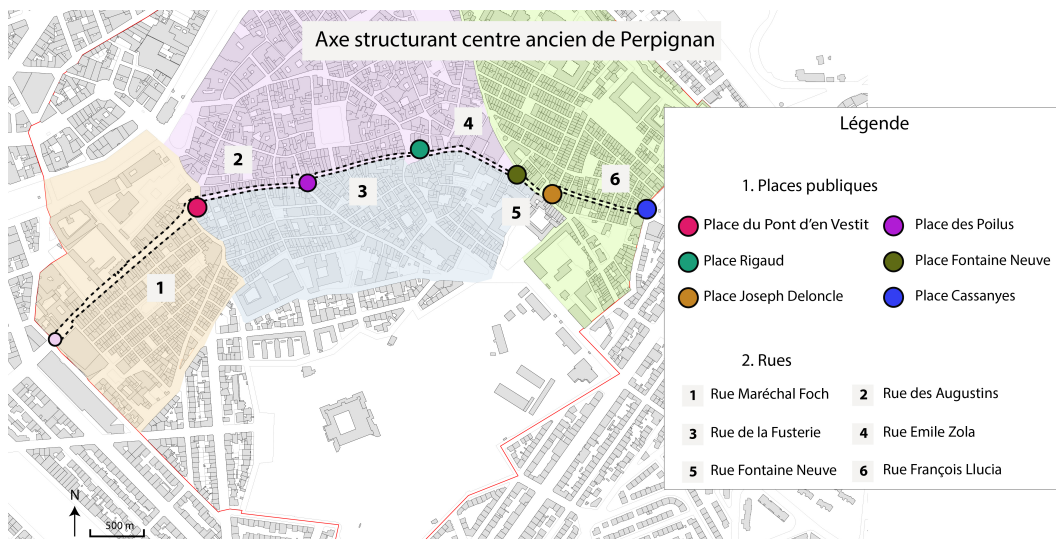 Axe structurant centre ancien de Perpignan
4
2
6
3
5
1
N
500 m
Légende
1. Places publiques
Place du Pont d'en Vestit
Place des Poilus
Place Rigaud
Place Fontaine Neuve
Place Joseph Deloncle
Place Cassanyes
2. Rues
1 Rue Maréchal Foch
2 Rue des Augustins
3 Rue de la Fusterie
4 Rue Emile Zola
5 Rue Fontaine Neuve
6 Rue François Llucia